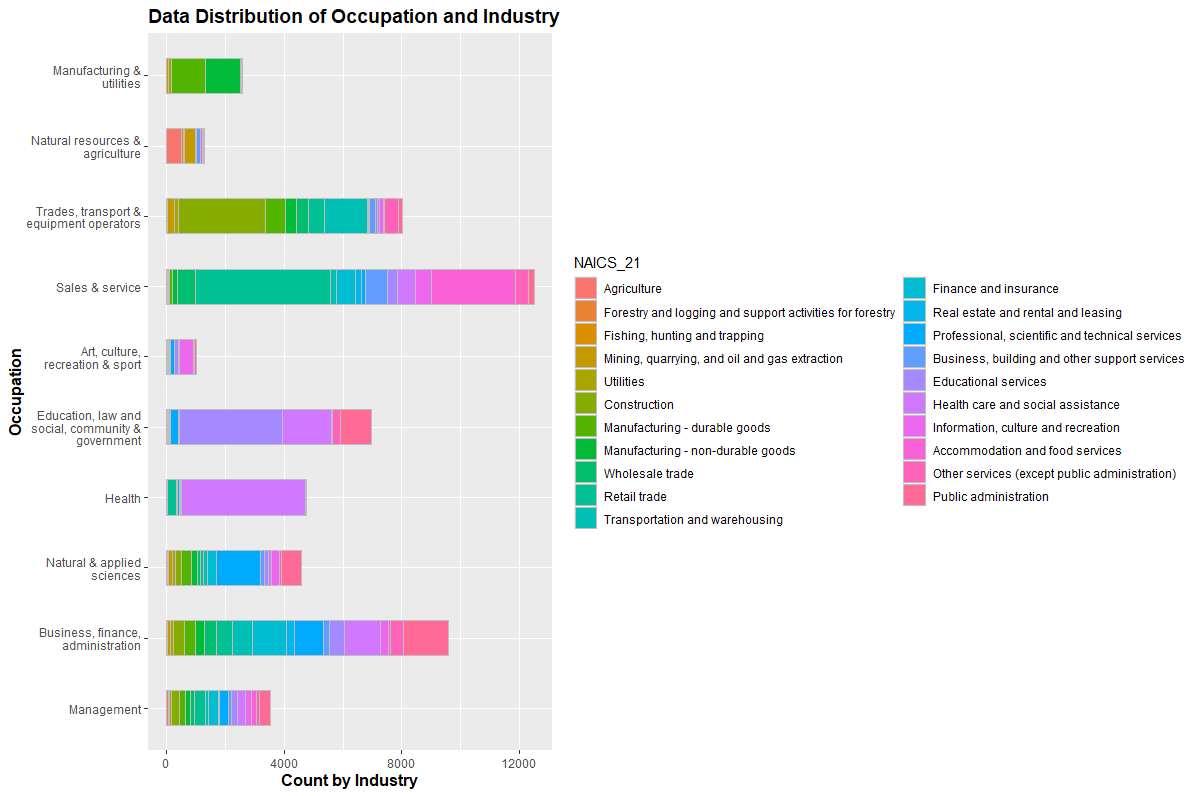 Data Distribution of Occupation and Industry
Manufacturing &
utilities
Natural resources &
agriculture
Trades, transport &
equipment operators
Sales & service
Art, culture,
recreation & sport
Education, law and
social, community &
government
Health
Natural & applied
sciences
Business, finance,
administration
Management
Occupation
0
4000
8000
12000
Count by Industry
NAICS_21
Agriculture
Forestry and logging and support activities for forestry
Fishing, hunting and trapping
Mining, quarrying, and oil and gas extraction
Utilities
Construction
Manufacturing - durable goods
Manufacturing - non-durable goods
Wholesale trade
Retail trade
Transportation and warehousing
Finance and insurance
Real estate and rental and leasing
Professional, scientific and technical services
Business, building and other support services
Educational services
Health care and social assistance
Information, culture and recreation
Accommodation and food services
Other services (except public administration)
Public administration